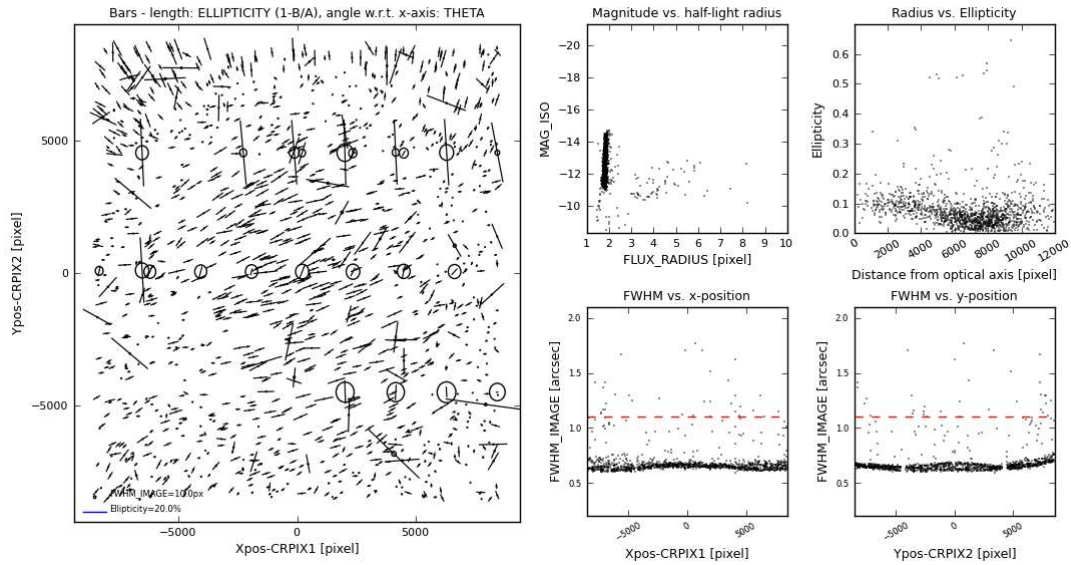 Bars - length: ELLIPTICITY (1-B/A), angle w.r.t. x-axis: THETA
Ypos-CRPIX2 [pixel]
5000
0
−5000
FWHM_IMAGE=10.0px
Ellipticity=20.0%
−5000
0
5000
Xpos-CRPIX1 [pixel]
Magnitude vs. half-light radius
MAG_ISO
−21
−18
−16
−14
−12
−10
1 2 3 4 5 6 7 8 9 10
FLUX_RADIUS [pixel]
Radius vs. Ellipticity
Ellipticity
0.6
0.5
0.4
0.3
0.2
0.1
0.0
0 2000 4000 6000 8000 10000 12000
Distance from optical axis [pixel]
FWHM vs. x-position
FWHM_IMAGE [arcsec]
2.0
1.5
1.0
0.5
−5000 0 5000
Xpos-CRPIX1 [pixel]
FWHM vs. y-position
FWHM_IMAGE [arcsec]
2.0
1.5
1.0
0.5
−5000 0 5000
Ypos-CRPIX2 [pixel]